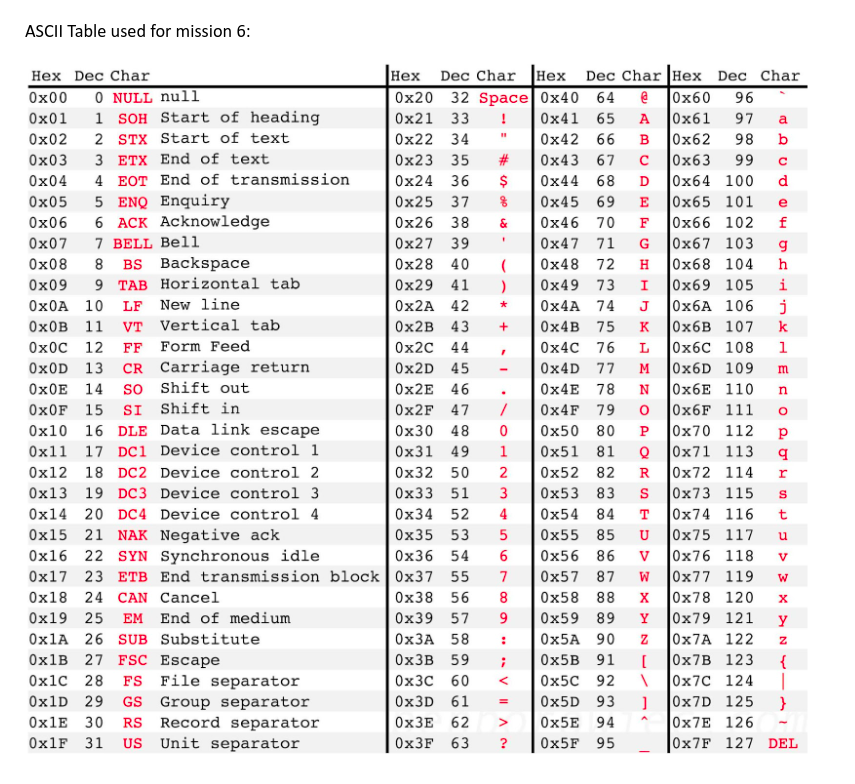 ASCII Table used for mission 6:
Hex Dec Char Hex Dec Char Hex Dec Char Hex Dec Char
0x00 0 NULL null 0x20 32 Space 0x40 64 @ 0x60 96 `
0x01 1 SOH Start of heading 0x21 33 ! 0x41 65 A 0x61 97 a
0x02 2 STX Start of text 0x22 34 " 0x42 66 B 0x62 98 b
0x03 3 ETX End of text 0x23 35 # 0x43 67 C 0x63 99 c
0x04 4 EOT End of transmission 0x24 36 $ 0x44 68 D 0x64 100 d
0x05 5 ENQ Enquiry 0x25 37 % 0x45 69 E 0x65 101 e
0x06 6 ACK Acknowledge 0x26 38 & 0x46 70 F 0x66 102 f
0x07 7 BELL Bell 0x27 39 ' 0x47 71 G 0x67 103 g
0x08 8 BS Backspace 0x28 40 ( 0x48 72 H 0x68 104 h
0x09 9 TAB Horizontal tab 0x29 41 ) 0x49 73 I 0x69 105 i
0x0A 10 LF New line 0x2A 42 * 0x4A 74 J 0x6A 106 j
0x0B 11 VT Vertical tab 0x2B 43 + 0x4B 75 K 0x6B 107 k
0x0C 12 FF Form Feed 0x2C 44 , 0x4C 76 L 0x6C 108 l
0x0D 13 CR Carriage return 0x2D 45 - 0x4D 77 M 0x6D 109 m
0x0E 14 SO Shift out 0x2E 46 . 0x4E 78 N 0x6E 110 n
0x0F 15 SI Shift in 0x2F 47 / 0x4F 79 O 0x6F 111 o
0x10 16 DLE Data link escape 0x30 48 0 0x50 80 P 0x70 112 p
0x11 17 DC1 Device control 1 0x31 49 1 0x51 81 Q 0x71 113 q
0x12 18 DC2 Device control 2 0x32 50 2 0x52 82 R 0x72 114 r
0x13 19 DC3 Device control 3 0x33 51 3 0x53 83 S 0x73 115 s
0x14 20 DC4 Device control 4 0x34 52 4 0x54 84 T 0x74 116 t
0x15 21 NAK Negative ack 0x35 53 5 0x55 85 U 0x75 117 u
0x16 22 SYN Synchronous idle 0x36 54 6 0x56 86 V 0x76 118 v
0x17 23 ETB End transmission block 0x37 55 7 0x57 87 W 0x77 119 w
0x18 24 CAN Cancel 0x38 56 8 0x58 88 X 0x78 120 x
0x19 25 EM End of medium 0x39 57 9 0x59 89 Y 0x79 121 y
0x1A 26 SUB Substitute 0x3A 58 : 0x5A 90 Z 0x7A 122 z
0x1B 27 FSC Escape 0x3B 59 ; 0x5B 91 [ 0x7B 123 {
0x1C 28 FS File separator 0x3C 60 < 0x5C 92 \ 0x7C 124 |
0x1D 29 GS Group separator 0x3D 61 = 0x5D 93 ] 0x7D 125 }
0x1E 30 RS Record separator 0x3E 62 > 0x5E 94 ^ 0x7E 126 ~
0x1F 31 US Unit separator 0x3F 63 ? 0x5F 95 _ 0x7F 127 DEL